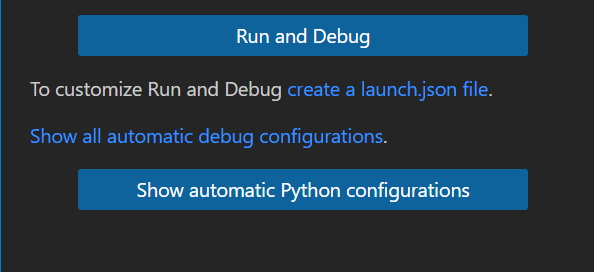 Run and Debug
To customize Run and Debug create a launch.json file.
Show all automatic debug configurations.
Show automatic Python configurations